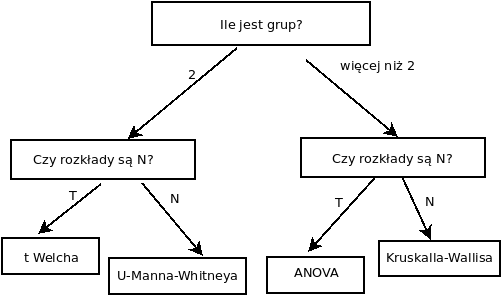 Ile jest grup?
2
więcej niż 2
Czy rozkłady są N?
Czy rozkłady są N?
T
N
T
N
t Welcha
U-Manna-Whitneya
ANOVA
Kruskalla-Wallisa